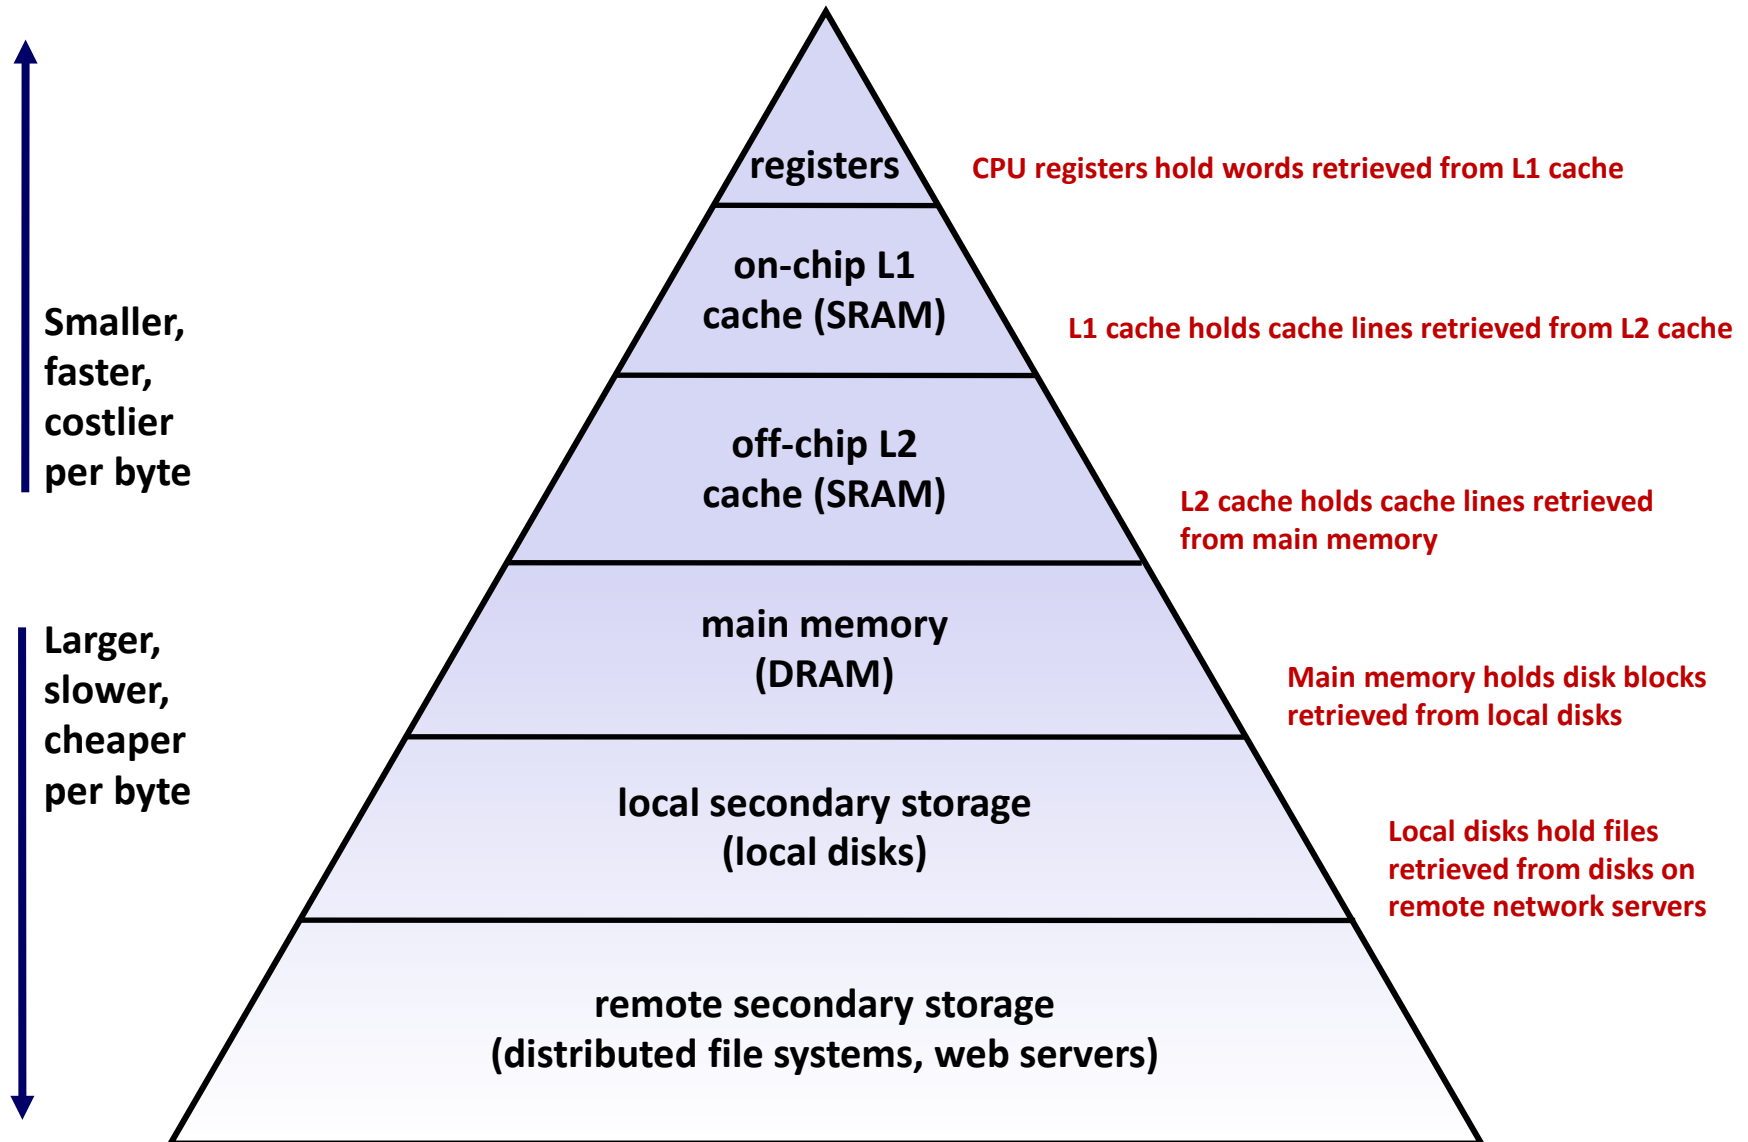 registers
CPU registers hold words retrieved from L1 cache
on-chip L1
cache (SRAM)
L1 cache holds cache lines retrieved from L2 cache
Smaller,
faster,
costlier
per byte
off-chip L2
cache (SRAM)
L2 cache holds cache lines retrieved
from main memory
Larger,
slower,
cheaper
per byte
main memory
(DRAM)
Main memory holds disk blocks
retrieved from local disks
local secondary storage
(local disks)
Local disks hold files
retrieved from disks on
remote network servers
remote secondary storage
(distributed file systems, web servers)